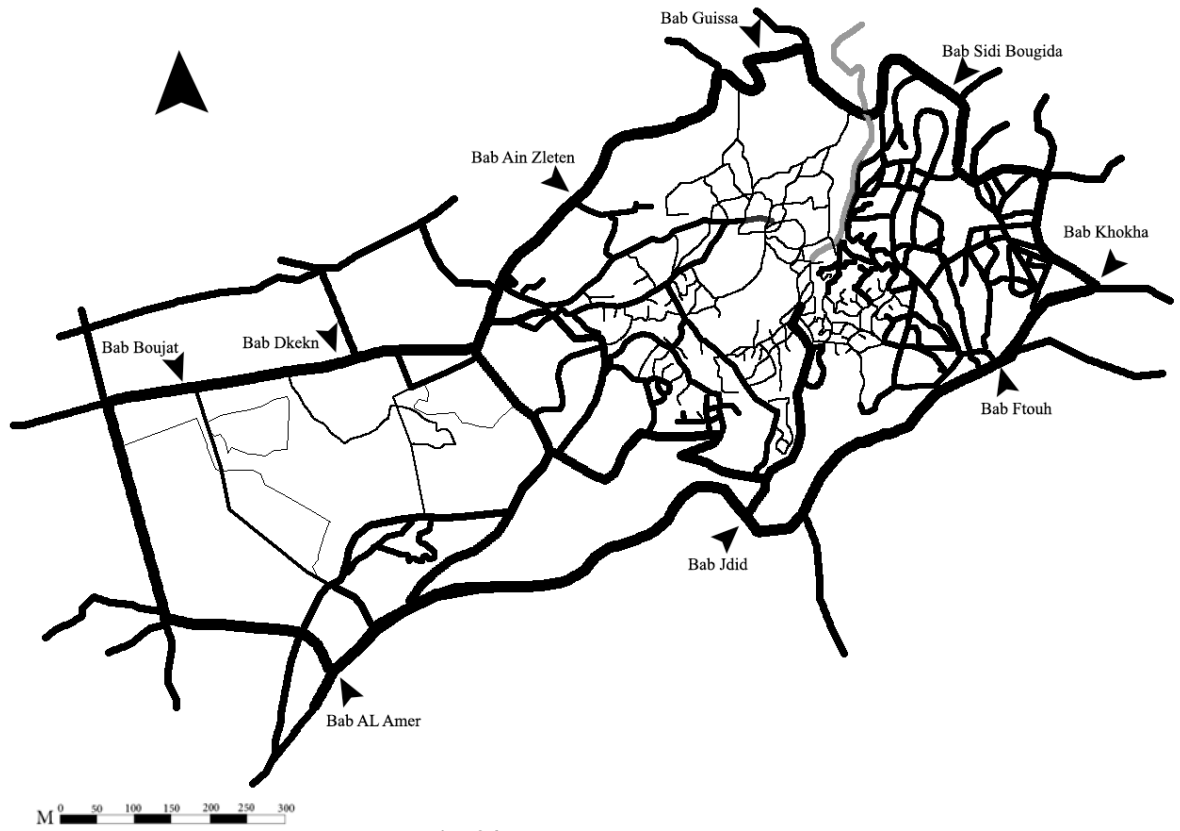 Bab Guissa
Bab Sidi Bougida
Bab Ain Zleten
Bab Khokha
Bab Dkekn
Bab Boujat
Bab Ftouh
Bab Jdid
Bab AL Amer
M 0 50 100 150 200 250 300